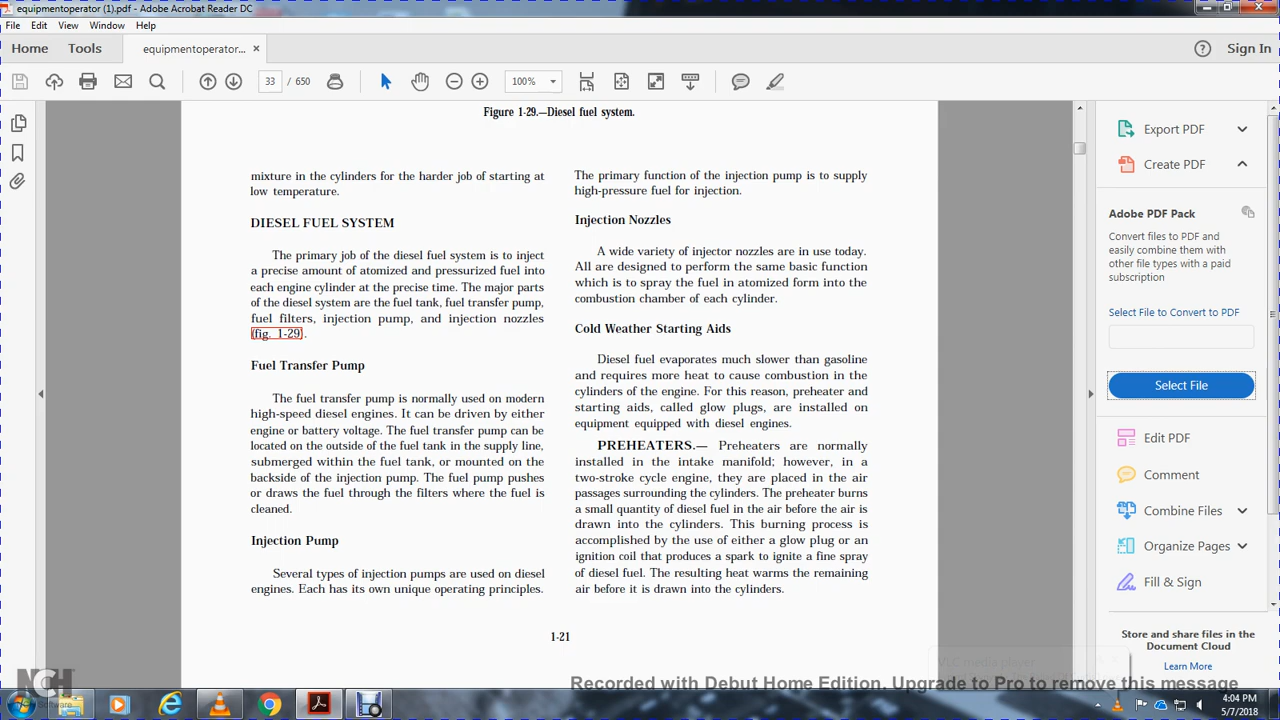 equipmentoperator (1).pdf - Adobe Acrobat Reader DC
File Edit View Window Help
Home Tools equipmentoperator... × Sign In
33 / 650 100%
Figure 1-29.—Diesel fuel system.
mixture in the cylinders for the harder job of starting at
low temperature.
DIESEL FUEL SYSTEM
The primary job of the diesel fuel system is to inject
a precise amount of atomized and pressurized fuel into
each engine cylinder at the precise time. The major parts
of the diesel system are the fuel tank, fuel transfer pump,
fuel filters, injection pump, and injection nozzles
(fig. 1-29).
Fuel Transfer Pump
The fuel transfer pump is normally used on modern
high-speed diesel engines. It can be driven by either
engine or battery voltage. The fuel transfer pump can be
located on the outside of the fuel tank in the supply line,
submerged within the fuel tank, or mounted on the
backside of the injection pump. The fuel pump pushes
or draws the fuel through the filters where the fuel is
cleaned.
Injection Pump
Several types of injection pumps are used on diesel
engines. Each has its own unique operating principles.
The primary function of the injection pump is to supply
high-pressure fuel for injection.
Injection Nozzles
A wide variety of injector nozzles are in use today.
All are designed to perform the same basic function
which is to spray the fuel in atomized form into the
combustion chamber of each cylinder.
Cold Weather Starting Aids
Diesel fuel evaporates much slower than gasoline
and requires more heat to cause combustion in the
cylinders of the engine. For this reason, preheater and
starting aids, called glow plugs, are installed on
equipment equipped with diesel engines.
PREHEATERS.— Preheaters are normally
installed in the intake manifold; however, in a
two-stroke cycle engine, they are placed in the air
passages surrounding the cylinders. The preheater burns
a small quantity of diesel fuel in the air before the air is
drawn into the cylinders. This burning process is
accomplished by the use of either a glow plug or an
ignition coil that produces a spark to ignite a fine spray
of diesel fuel. The resulting heat warms the remaining
air before it is drawn into the cylinders.
1-21
Export PDF
Create PDF
Adobe PDF Pack
Convert files to PDF and
easily combine them with
other file types with a paid
subscription
Select File to Convert to PDF
Select File
Edit PDF
Comment
Combine Files
Organize Pages
Fill & Sign
Store and share files in the
Document Cloud
Learn More
VLC media player
NCH
Recorded with Debut Home Edition. Upgrade to Pro to remove this message
4:04 PM
5/7/2018